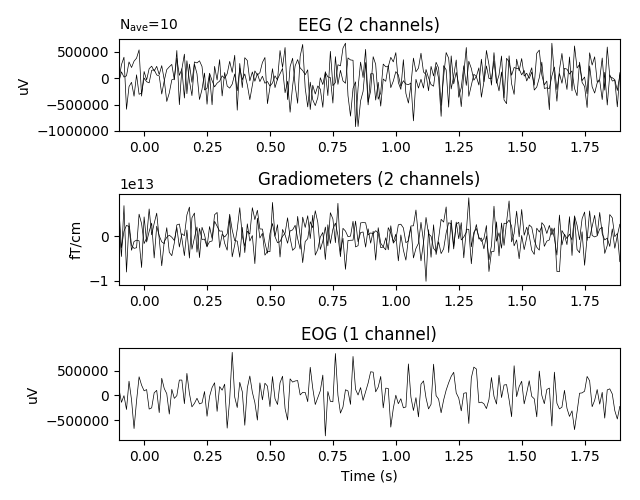 N_ave=10
EEG (2 channels)
500000
0
−500000
−1000000
uV
0.00 0.25 0.50 0.75 1.00 1.25 1.50 1.75
1e13
Gradiometers (2 channels)
0
−1
fT/cm
0.00 0.25 0.50 0.75 1.00 1.25 1.50 1.75
EOG (1 channel)
500000
0
−500000
uV
0.00 0.25 0.50 0.75 1.00 1.25 1.50 1.75
Time (s)